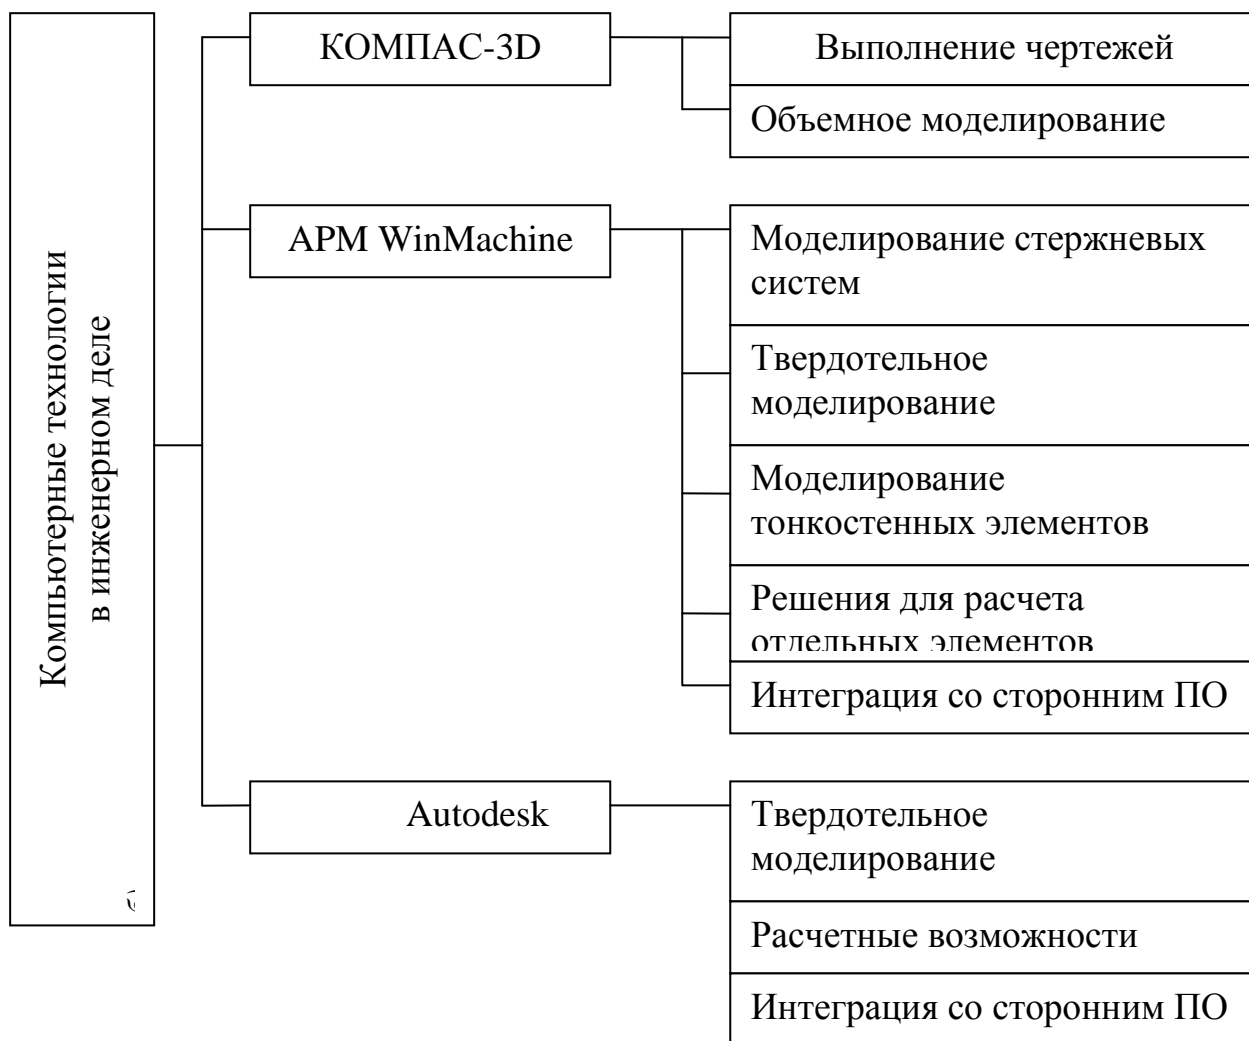 Компьютерные технологии
в инженерном деле
КОМПАС-3D
Выполнение чертежей
Объемное моделирование
APM WinMachine
Моделирование стержневых
систем
Твердотельное
моделирование
Моделирование
тонкостенных элементов
Решения для расчета
отдельных элементов
Интеграция со сторонним ПО
Autodesk
Твердотельное
моделирование
Расчетные возможности
Интеграция со сторонним ПО